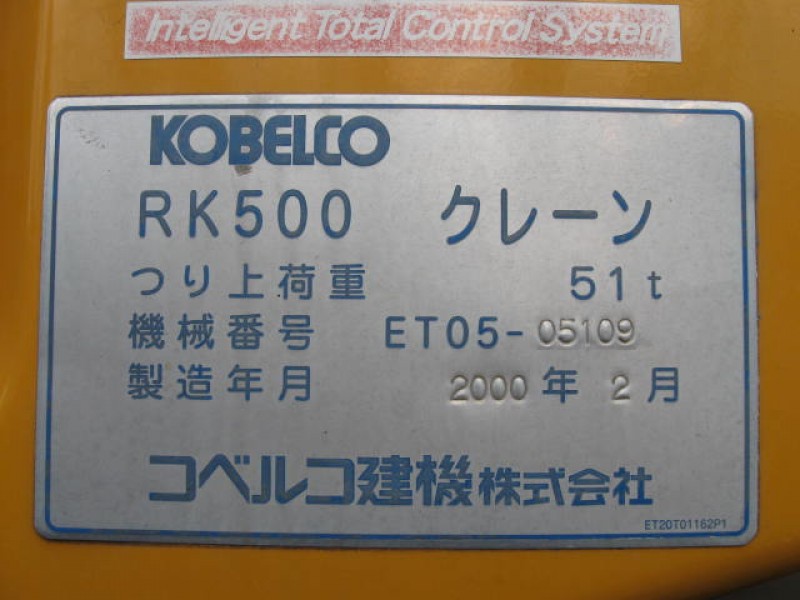 Intelligent Total Control System
KOBELCO
RK500 クレーン
つり上荷重 51t
機械番号 ET05-05109
製造年月 2000年2月
コベルコ建機株式会社
ET20T01162P1